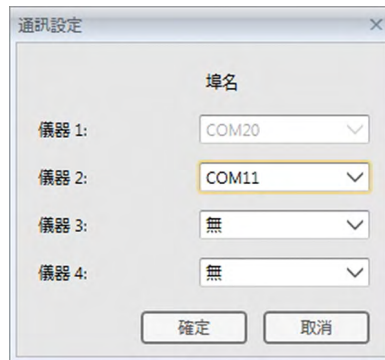 通訊設定
埠名
儀器 1: COM20
儀器 2: COM11
儀器 3: 無
儀器 4: 無
確定 取消